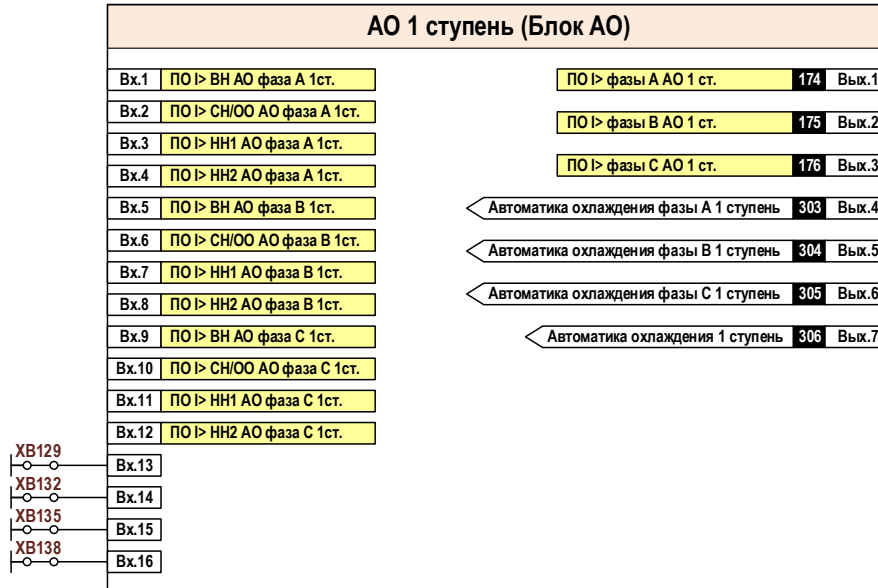 АО 1 ступень (Блок АО)
Вх.1 ПО I> ВН АО фаза А 1ст.
Вх.2 ПО I> СН/ОО АО фаза А 1ст.
Вх.3 ПО I> НН1 АО фаза А 1ст.
Вх.4 ПО I> НН2 АО фаза А 1ст.
Вх.5 ПО I> ВН АО фаза В 1ст.
Вх.6 ПО I> СН/ОО АО фаза В 1ст.
Вх.7 ПО I> НН1 АО фаза В 1ст.
Вх.8 ПО I> НН2 АО фаза В 1ст.
Вх.9 ПО I> ВН АО фаза С 1ст.
Вх.10 ПО I> СН/ОО АО фаза С 1ст.
Вх.11 ПО I> НН1 АО фаза С 1ст.
Вх.12 ПО I> НН2 АО фаза С 1ст.
XB129 Вх.13
XB132 Вх.14
XB135 Вх.15
XB138 Вх.16
ПО I> фазы А АО 1 ст. 174 Вых.1
ПО I> фазы В АО 1 ст. 175 Вых.2
ПО I> фазы С АО 1 ст. 176 Вых.3
Автоматика охлаждения фазы А 1 ступень 303 Вых.4
Автоматика охлаждения фазы В 1 ступень 304 Вых.5
Автоматика охлаждения фазы С 1 ступень 305 Вых.6
Автоматика охлаждения 1 ступень 306 Вых.7